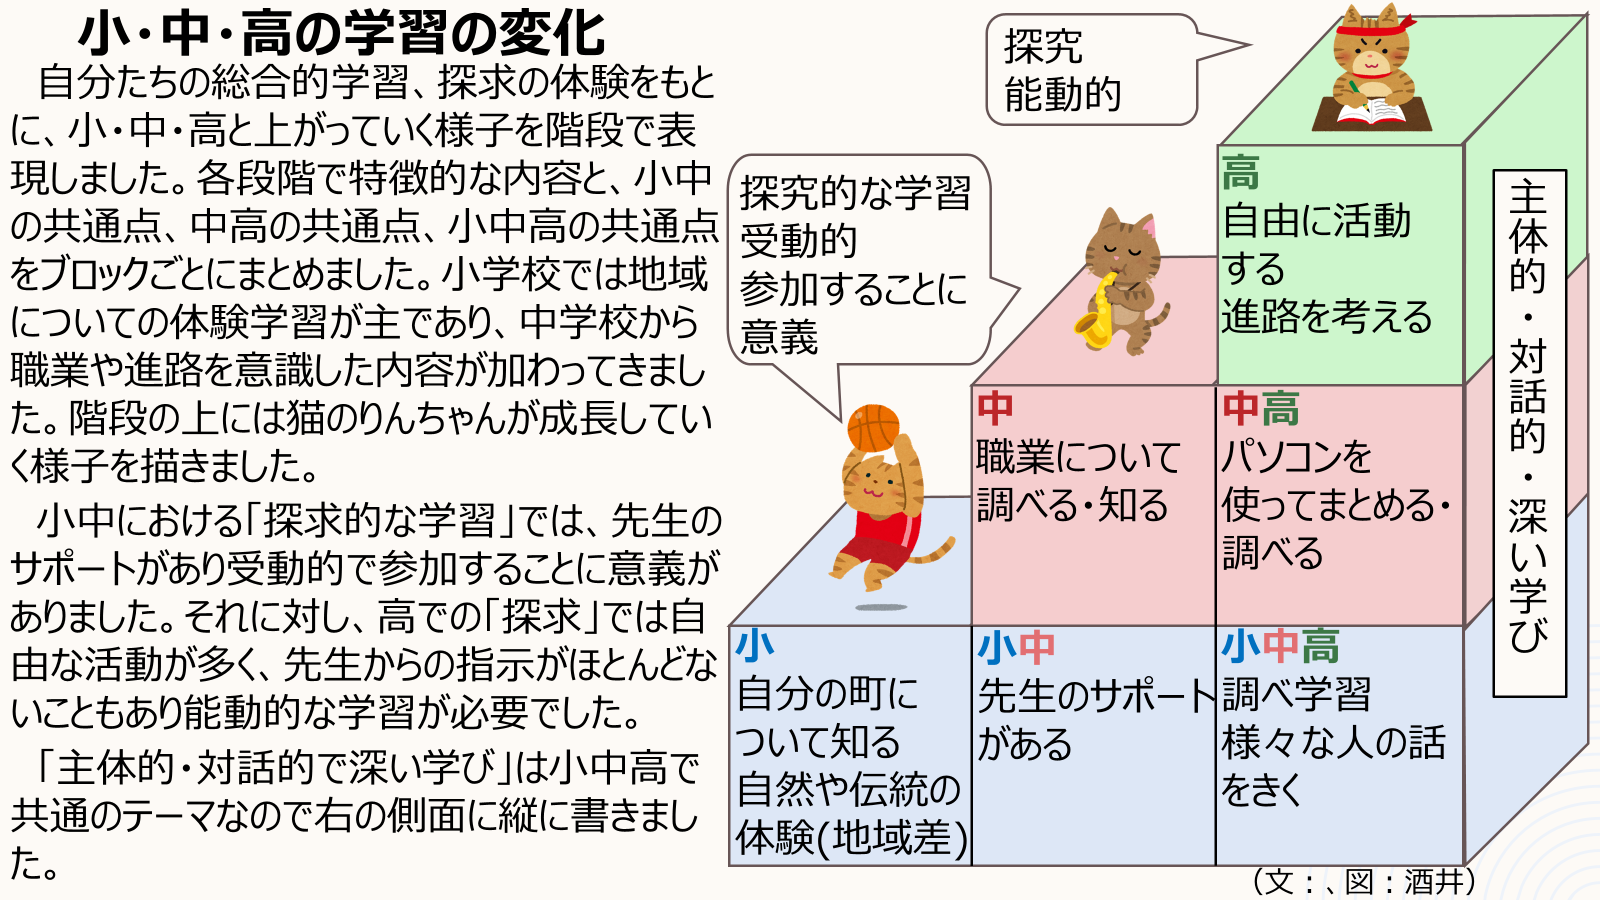 小・中・高の学習の変化
自分たちの総合的学習、探求の体験をもと
に、小・中・高と上がっていく様子を階段で表
現しました。各段階で特徴的な内容と、小中
の共通点、中高の共通点、小中高の共通点
をブロックごとにまとめました。小学校では地域
についての体験学習が主であり、中学校から
職業や進路を意識した内容が加わってきまし
た。階段の上には猫のりんちゃんが成長してい
く様子を描きました。
小中における「探求的な学習」では、先生の
サポートがあり受動的で参加することに意義が
ありました。それに対し、高での「探求」では自
由な活動が多く、先生からの指示がほとんどな
いこともあり能動的な学習が必要でした。
「主体的・対話的で深い学び」は小中高で
共通のテーマなので右の側面に縦に書きまし
た。
探究
能動的
探究的な学習
受動的
参加することに
意義
高
自由に活動
する
進路を考える
中
職業について
調べる・知る
中高
パソコンを
使ってまとめる・
調べる
小
自分の町に
ついて知る
自然や伝統の
体験(地域差)
小中
先生のサポート
がある
小中高
調べ学習
様々な人の話
をきく
主体的・対話的・深い学び
（文：、図：酒井）